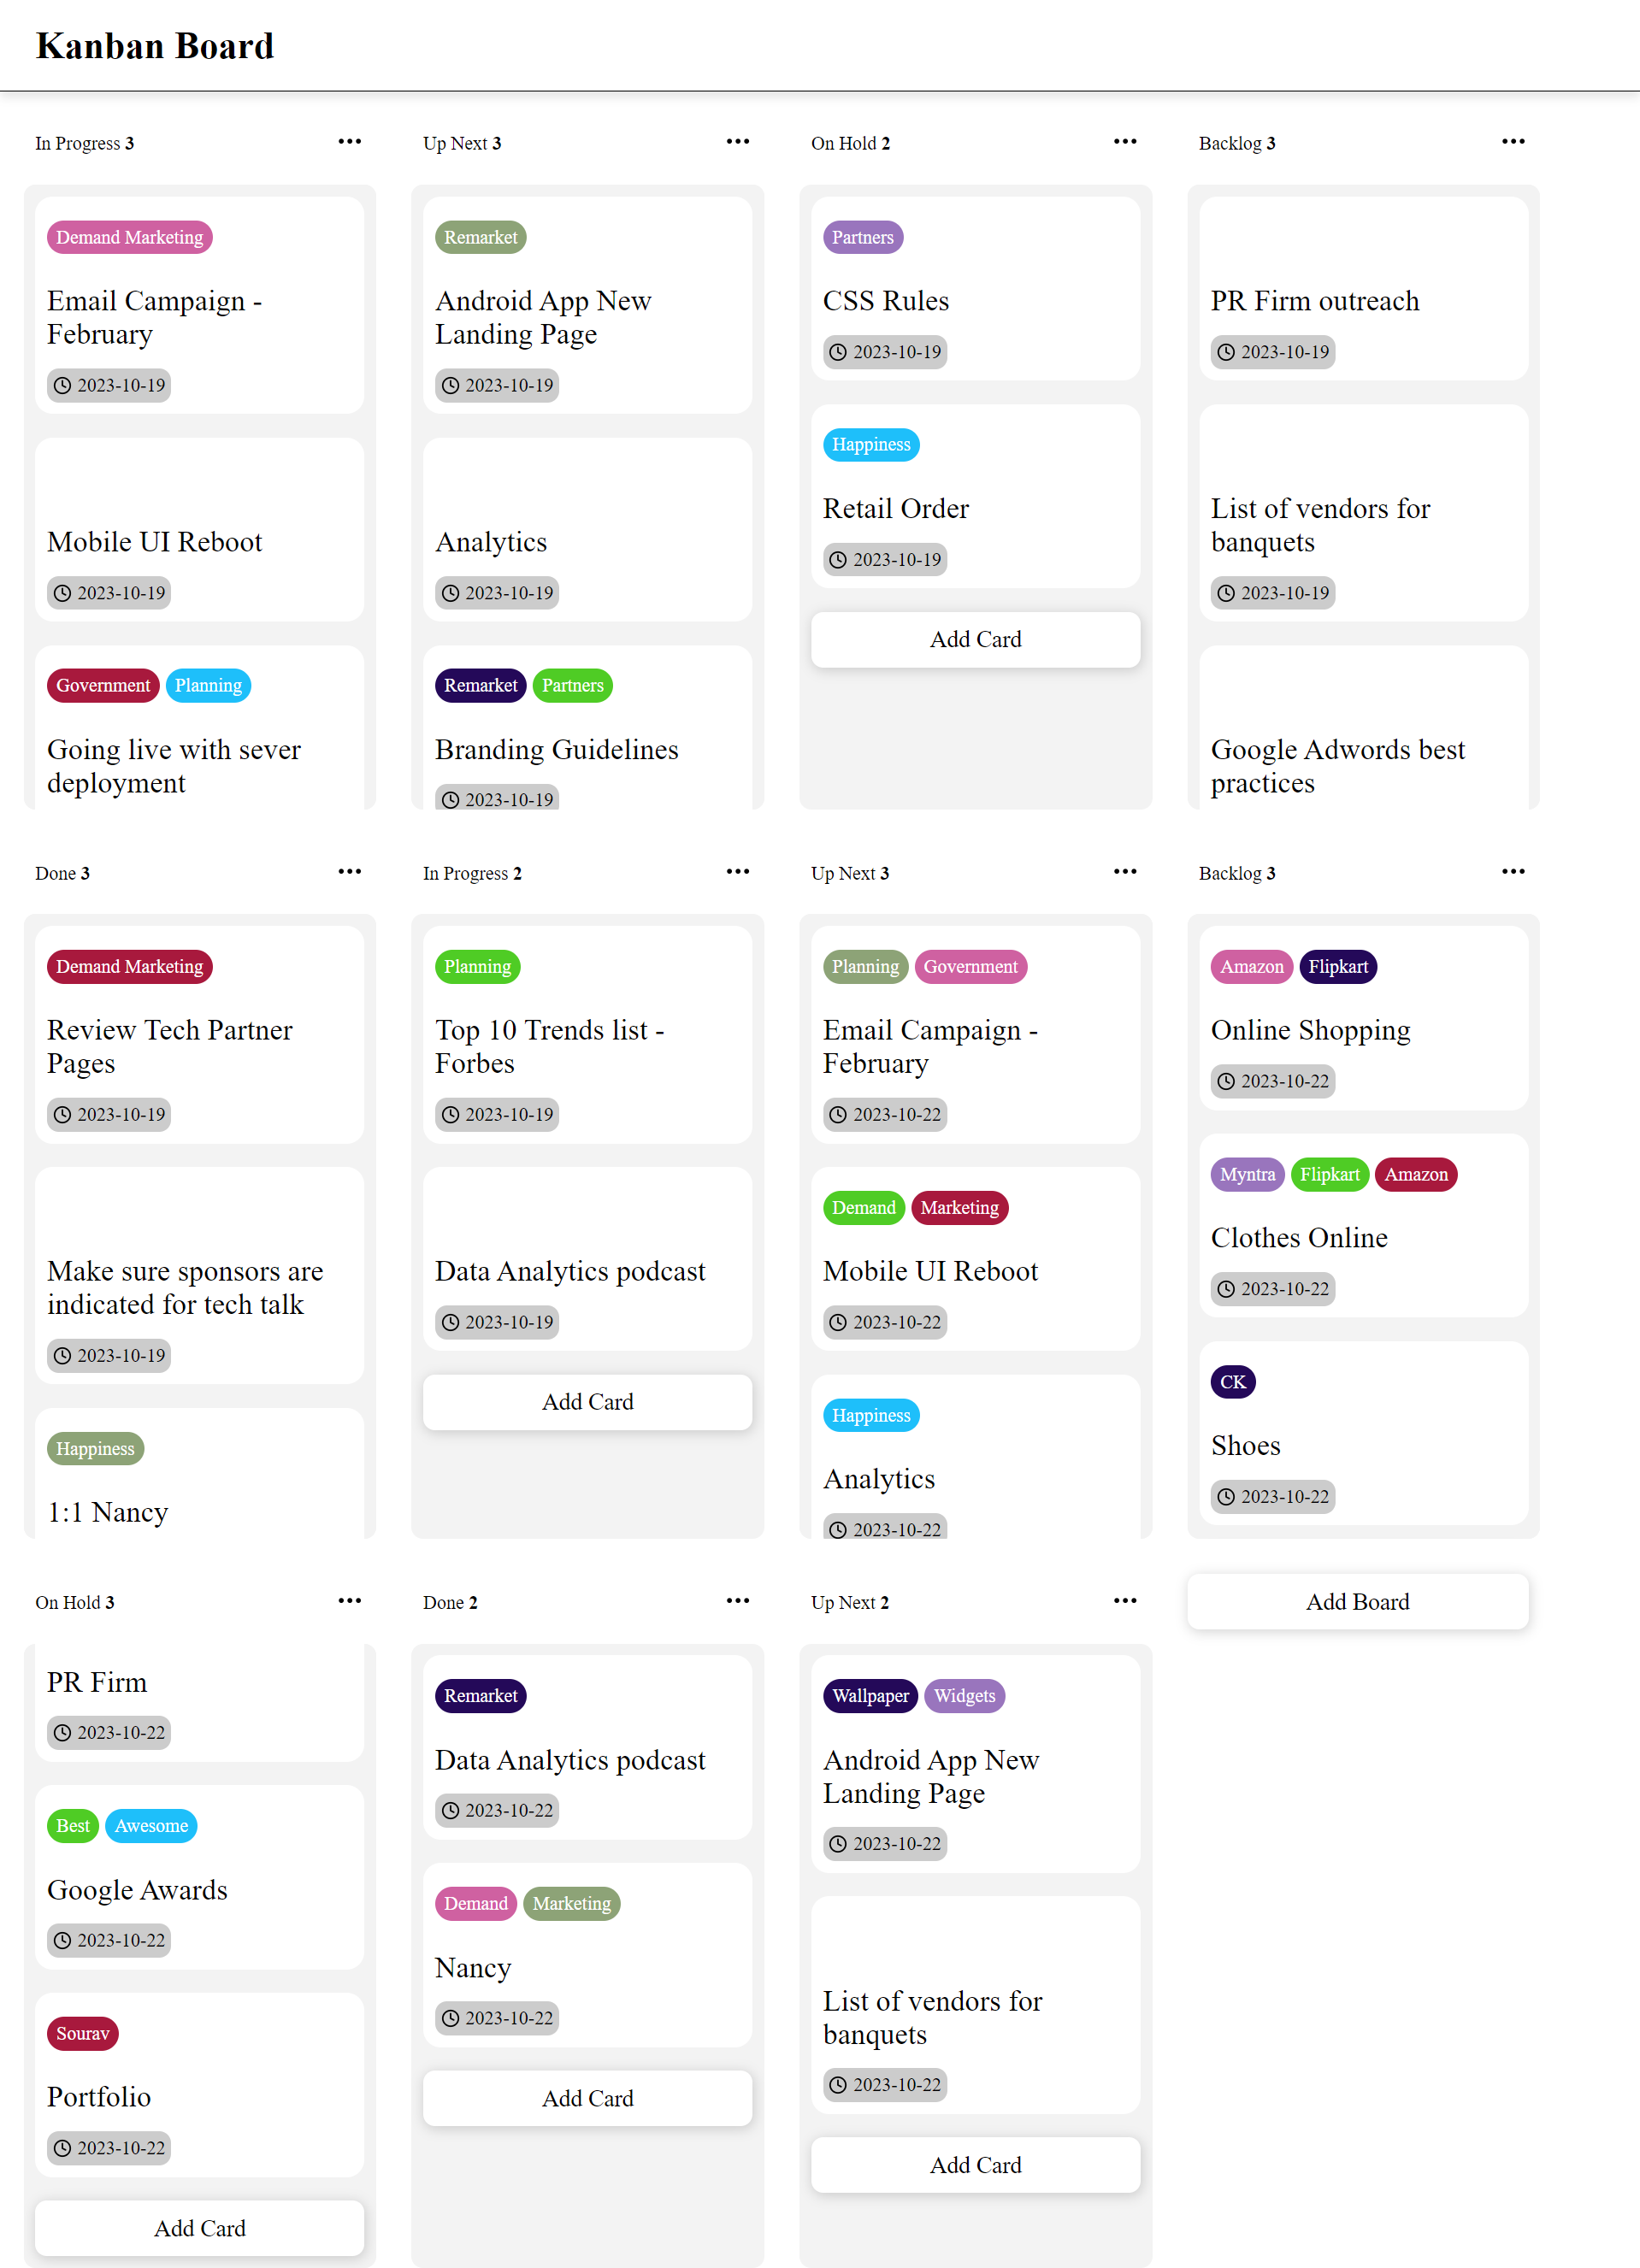 Kanban Board
In Progress 3
Demand Marketing
Email Campaign -
February
2023-10-19
Mobile UI Reboot
2023-10-19
Government Planning
Going live with sever
deployment
Up Next 3
Remarket
Android App New
Landing Page
2023-10-19
Analytics
2023-10-19
Remarket Partners
Branding Guidelines
2023-10-19
On Hold 2
Partners
CSS Rules
2023-10-19
Happiness
Retail Order
2023-10-19
Add Card
Backlog 3
PR Firm outreach
2023-10-19
List of vendors for
banquets
2023-10-19
Google Adwords best
practices
Done 3
Demand Marketing
Review Tech Partner
Pages
2023-10-19
Make sure sponsors are
indicated for tech talk
2023-10-19
Happiness
1:1 Nancy
In Progress 2
Planning
Top 10 Trends list -
Forbes
2023-10-19
Data Analytics podcast
2023-10-19
Add Card
Up Next 3
Planning Government
Email Campaign -
February
2023-10-22
Demand Marketing
Mobile UI Reboot
2023-10-22
Happiness
Analytics
2023-10-22
Backlog 3
Amazon Flipkart
Online Shopping
2023-10-22
Myntra Flipkart Amazon
Clothes Online
2023-10-22
CK
Shoes
2023-10-22
On Hold 3
PR Firm
2023-10-22
Best Awesome
Google Awards
2023-10-22
Sourav
Portfolio
2023-10-22
Add Card
Done 2
Remarket
Data Analytics podcast
2023-10-22
Demand Marketing
Nancy
2023-10-22
Add Card
Up Next 2
Wallpaper Widgets
Android App New
Landing Page
2023-10-22
List of vendors for
banquets
2023-10-22
Add Card
Add Board